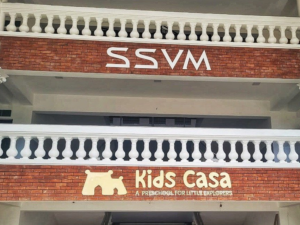 SSVM
Kids Casa
A PRESCHOOL FOR LITTLE EXPLORERS